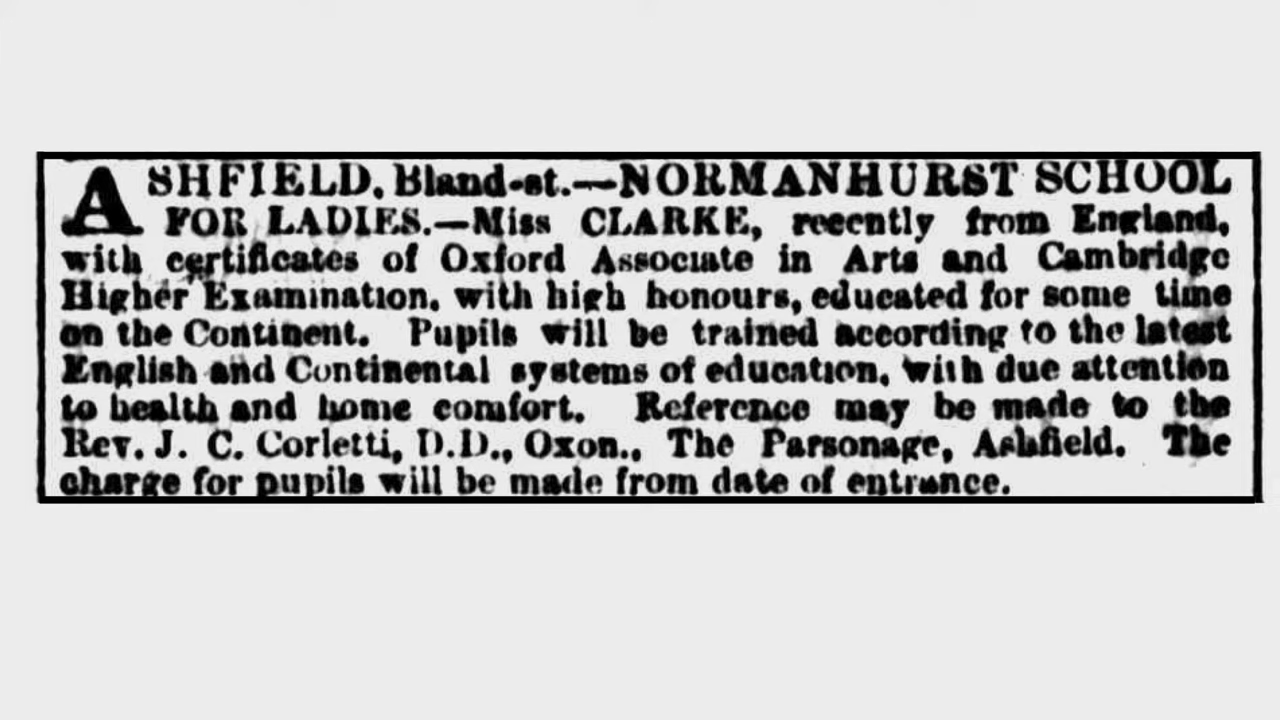 ASHFIELD, Bland-st.—NORMANHURST SCHOOL
FOR LADIES.—Miss CLARKE, recently from England,
with certificates of Oxford Associate in Arts and Cambridge
Higher Examination, with high honours, educated for some time
on the Continent. Pupils will be trained according to the latest
English and Continental systems of education, with due attention
to health and home comfort. Reference may be made to the
Rev. J. C. Corletti, D.D., Oxon., The Parsonage, Ashfield. The
charge for pupils will be made from date of entrance.